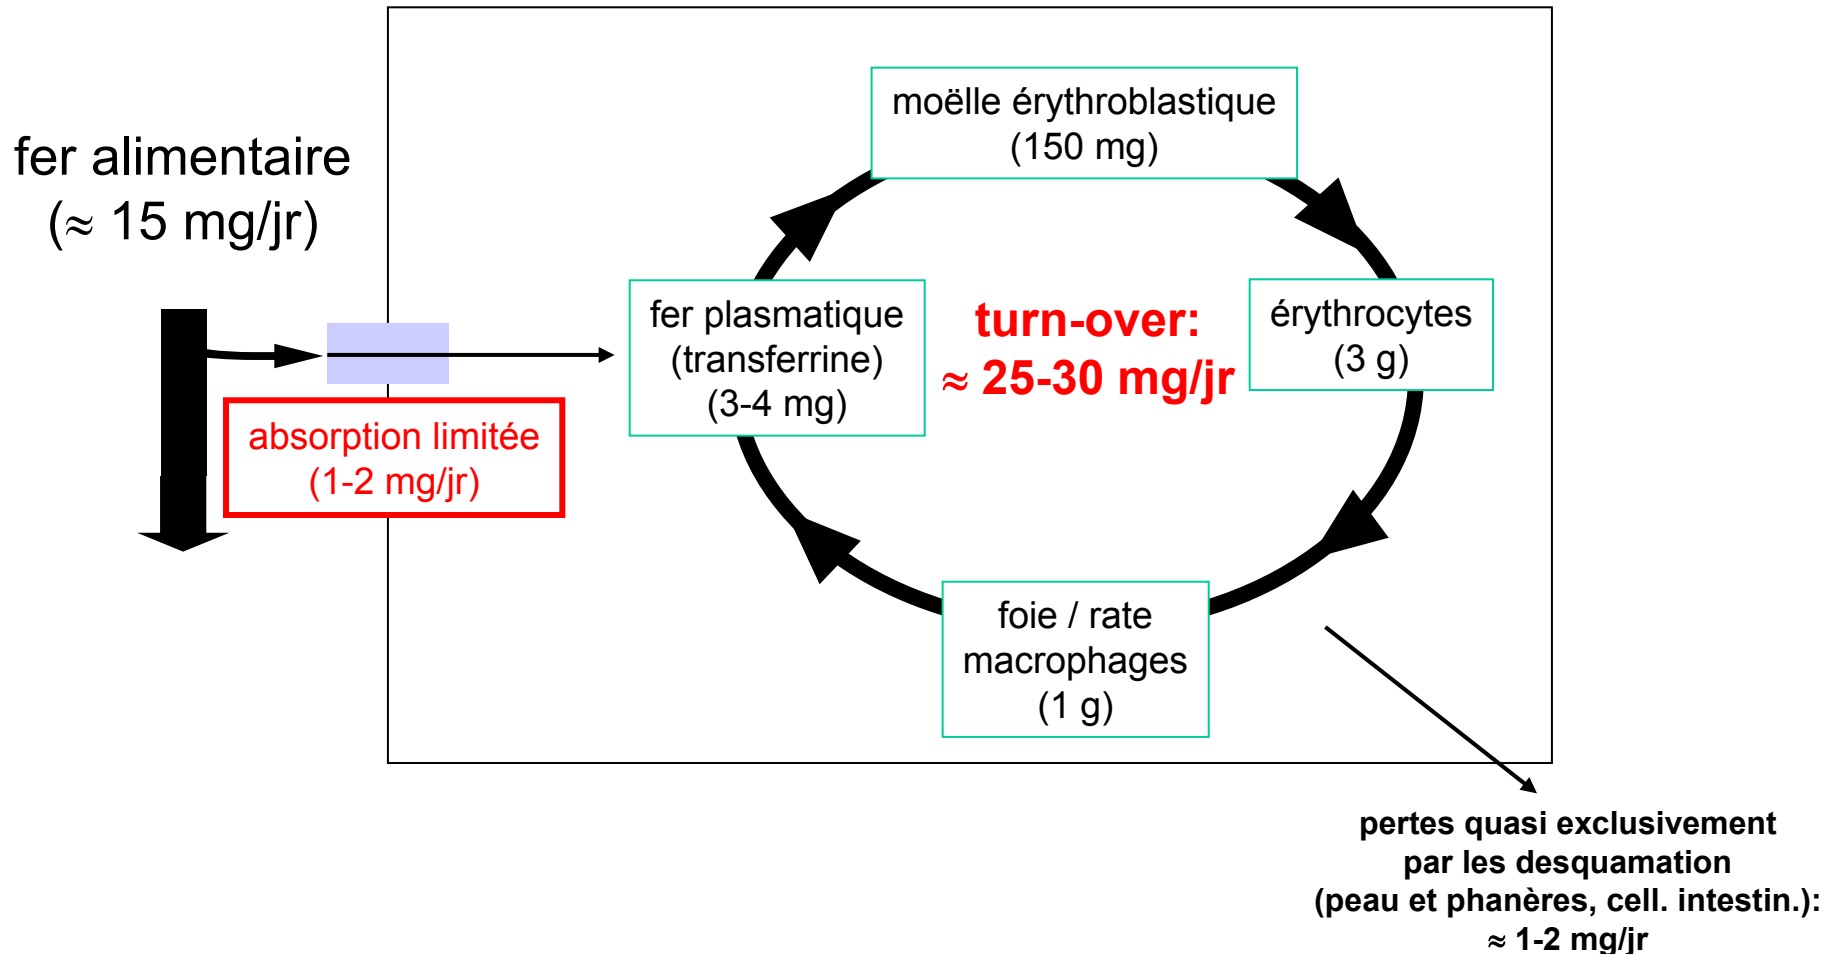 fer alimentaire
(≈ 15 mg/jr)
absorption limitée
(1-2 mg/jr)
moëlle érythroblastique
(150 mg)
fer plasmatique
(transferrine)
(3-4 mg)
turn-over:
≈ 25-30 mg/jr
érythrocytes
(3 g)
foie / rate
macrophages
(1 g)
pertes quasi exclusivement
par les desquamation
(peau et phanères, cell. intestin.):
≈ 1-2 mg/jr